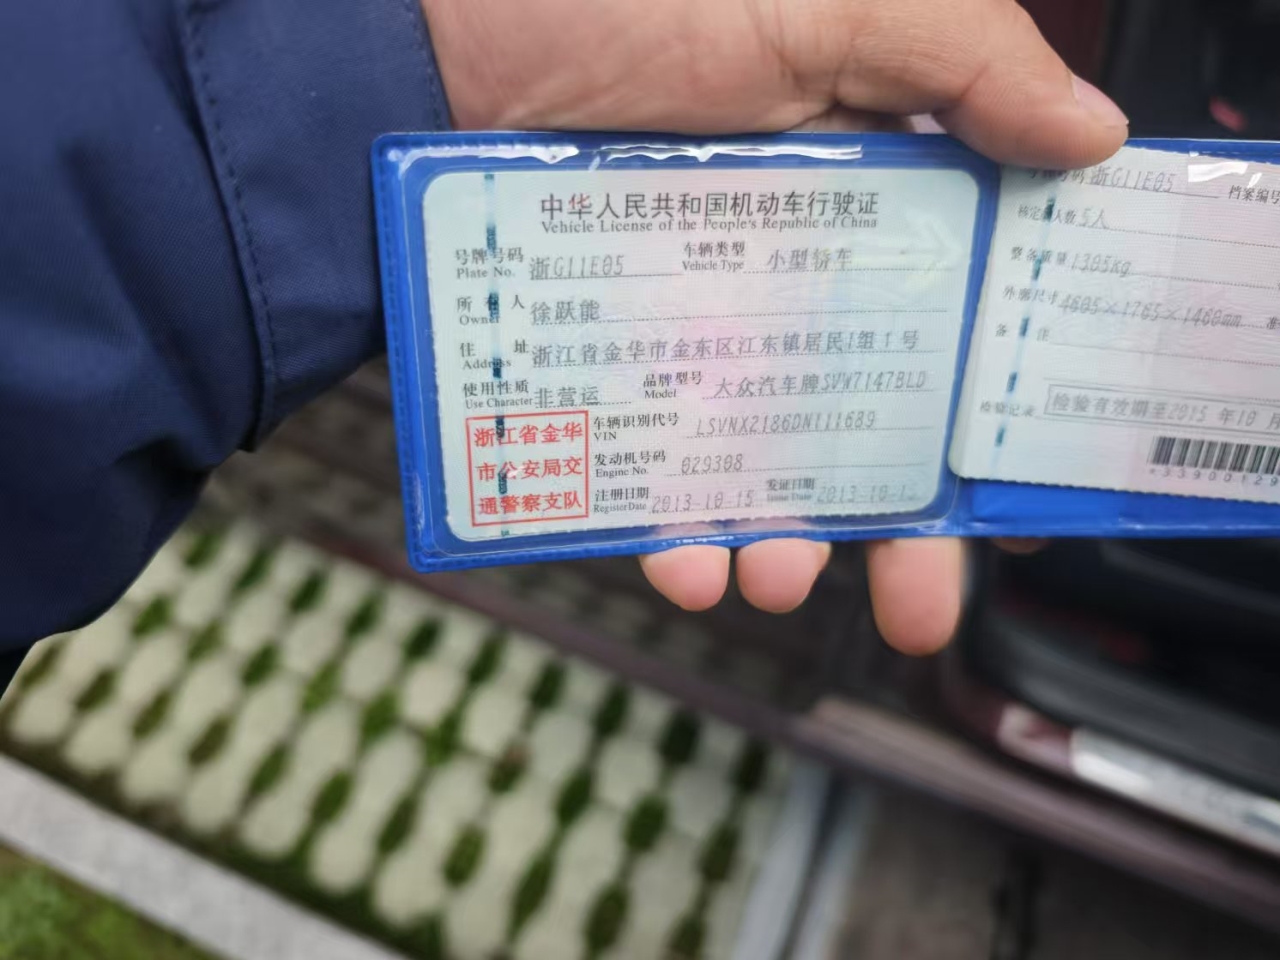 中华人民共和国机动车行驶证
Vehicle License of the People's Republic of China
号牌号码 浙G11E05 车辆类型 小型轿车
Plate No. Vehicle Type
所有人 徐跃能
Owner
住址 浙江省金华市金东区江东镇居民1组1号
Address
使用性质 非营运 品牌型号 大众汽车牌SVW7147BLD
Use Character Model
浙江省金华
市公安局交
通警察支队
车辆识别代号 LSVNX2186DN111689
VIN
发动机号码 029308
Engine No.
注册日期 2013-10-15 发证日期 2013-10-
Register Date Issue Date
号牌号码 浙G11E05 档案编号
核定载人数 5人
整备质量 1305kg
外廓尺寸 4605×1765×1460mm
备注
检验记录 检验有效期至2015年10月
*33900129